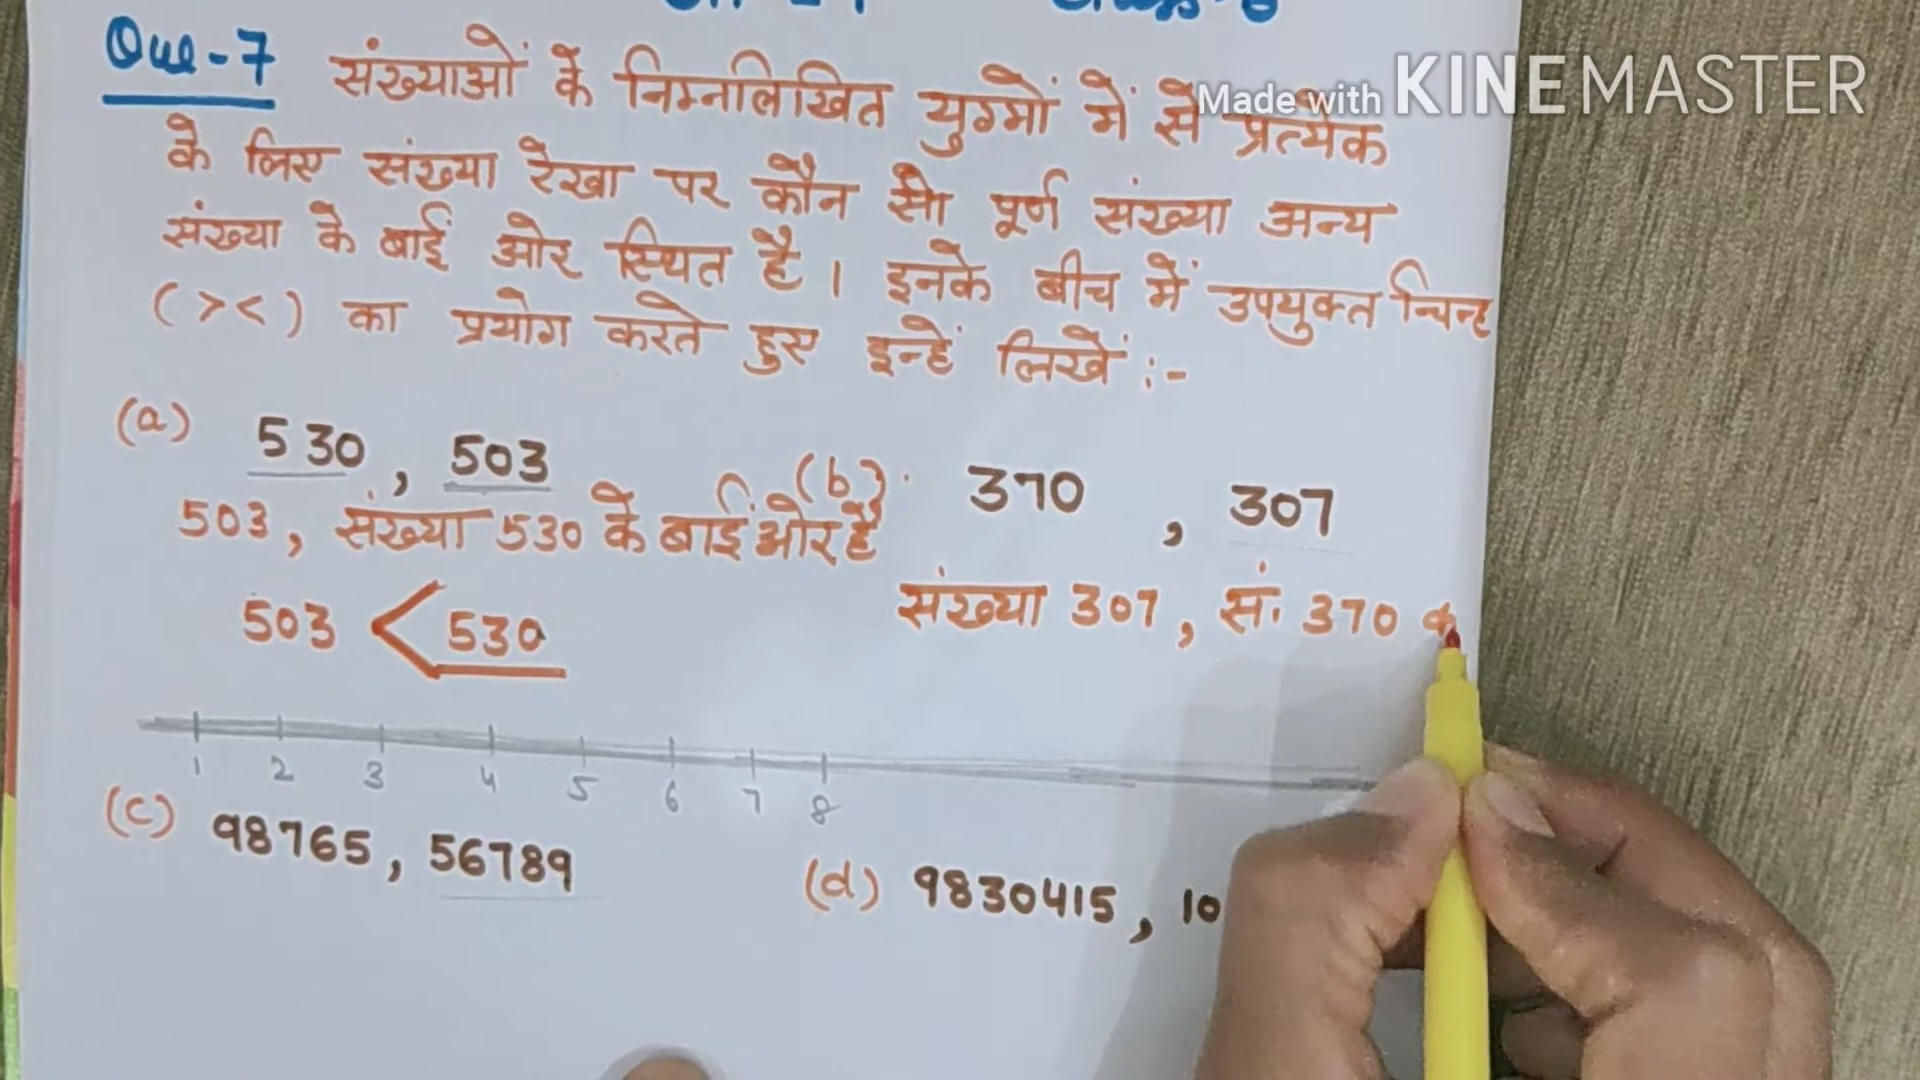 Que-7 संख्याओं के निम्नलिखित युग्मों में से प्रत्येक
Made with KINEMASTER
के लिए संख्या रेखा पर कौन सी पूर्ण संख्या अन्य
संख्या के बाईं ओर स्थित है। इनके बीच में उपयुक्त चिन्ह
(><) का प्रयोग करते हुए इन्हें लिखें :-
(a) 530, 503
(b) 370, 307
503, संख्या 530 के बाईं ओर है
503 < 530
संख्या 307, सं. 370
1 2 3 4 5 6 7 8
(c) 98765, 56789
(d) 9830415, 10